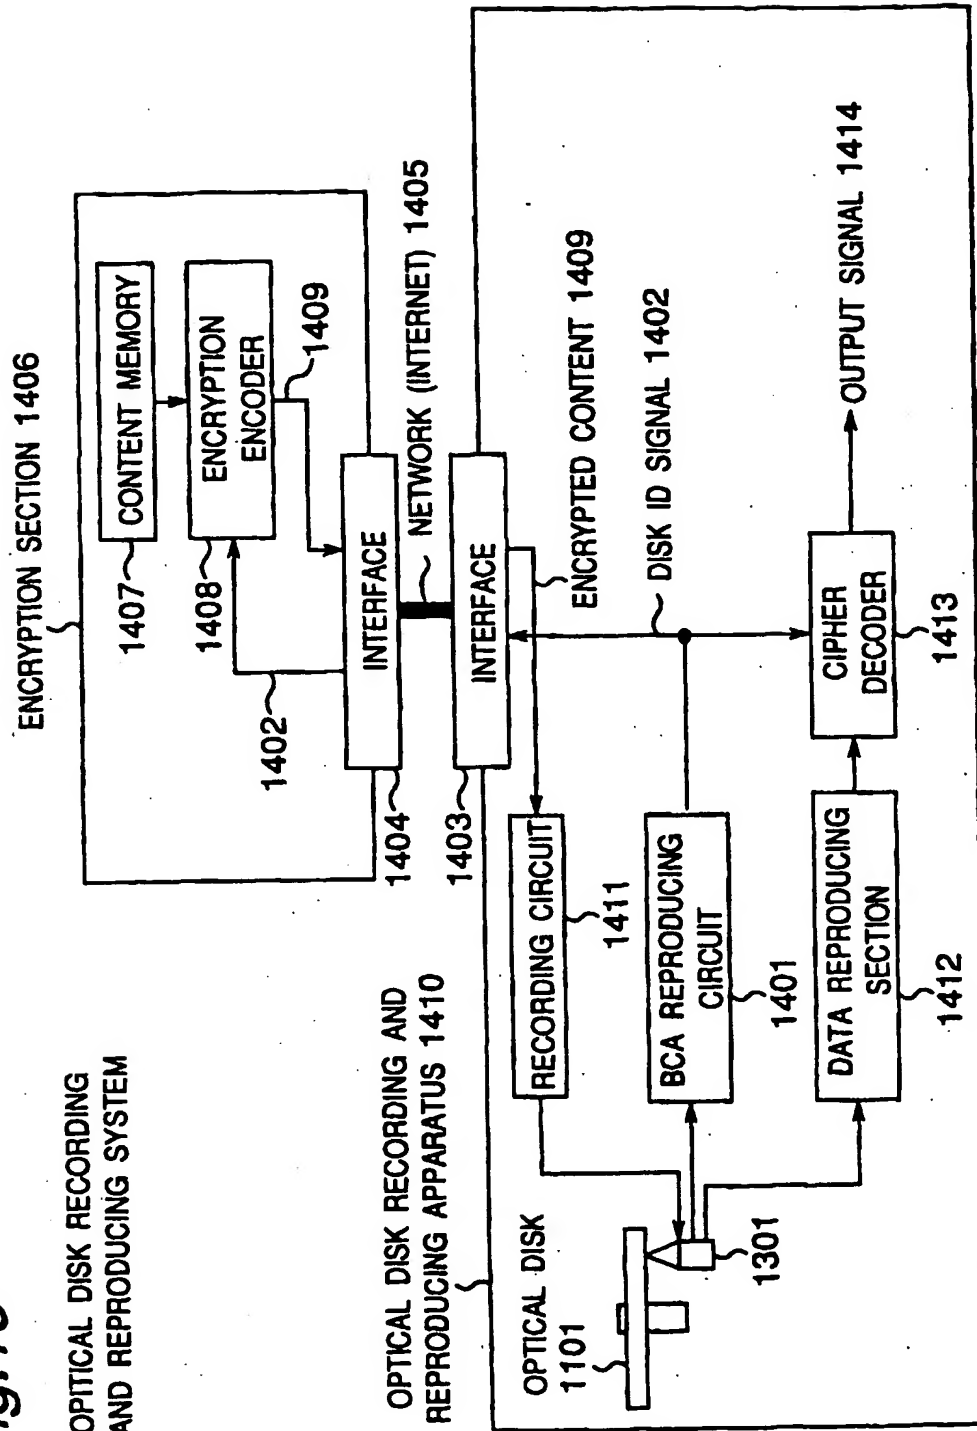 OPITICAL DISK RECORDING
AND REPRODUCING SYSTEM
ENCRYPTION SECTION 1406
1407
CONTENT MEMORY
1408
ENCRYPTION
ENCODER
1402
1409
1404
INTERFACE
NETWORK (INTERNET) 1405
1403
INTERFACE
OPTICAL DISK RECORDING AND
REPRODUCING APPARATUS 1410
ENCRYPTED CONTENT 1409
RECORDING CIRCUIT
1411
DISK ID SIGNAL 1402
OPTICAL DISK
1101
1301
BCA REPRODUCING
CIRCUIT
1401
DATA REPRODUCING
SECTION
1412
CIPHER
DECODER
1413
OUTPUT SIGNAL 1414